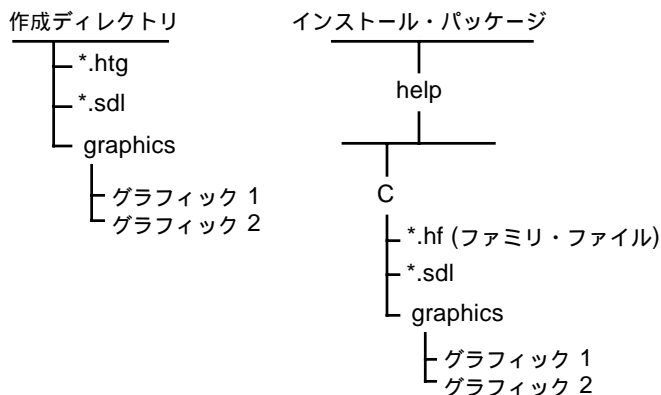 作成ディレクトリ
*.htg
*.sdl
graphics
グラフィック 1
グラフィック 2
インストール・パッケージ
help
C
*.hf (ファミリ・ファイル)
*.sdl
graphics
グラフィック 1
グラフィック 2